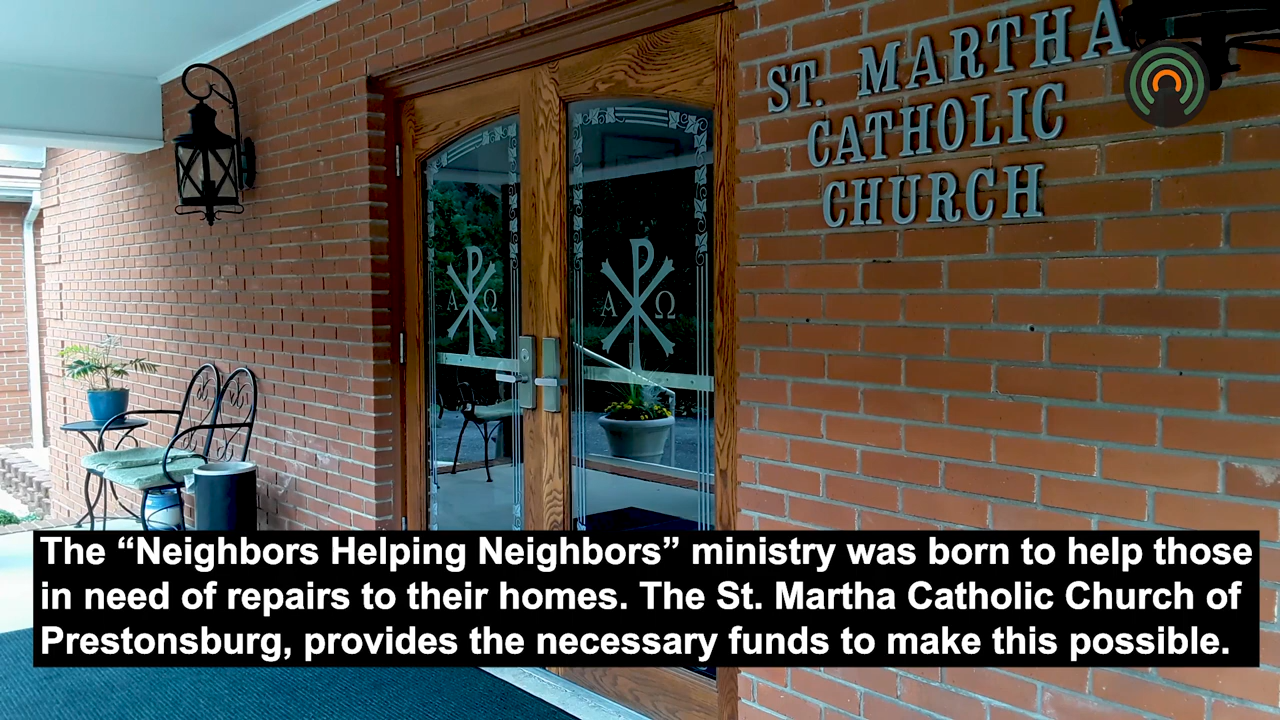 ST. MARTHA
CATHOLIC
CHURCH
Α Ω
Α Ω
The “Neighbors Helping Neighbors” ministry was born to help those
in need of repairs to their homes. The St. Martha Catholic Church of
Prestonsburg, provides the necessary funds to make this possible.